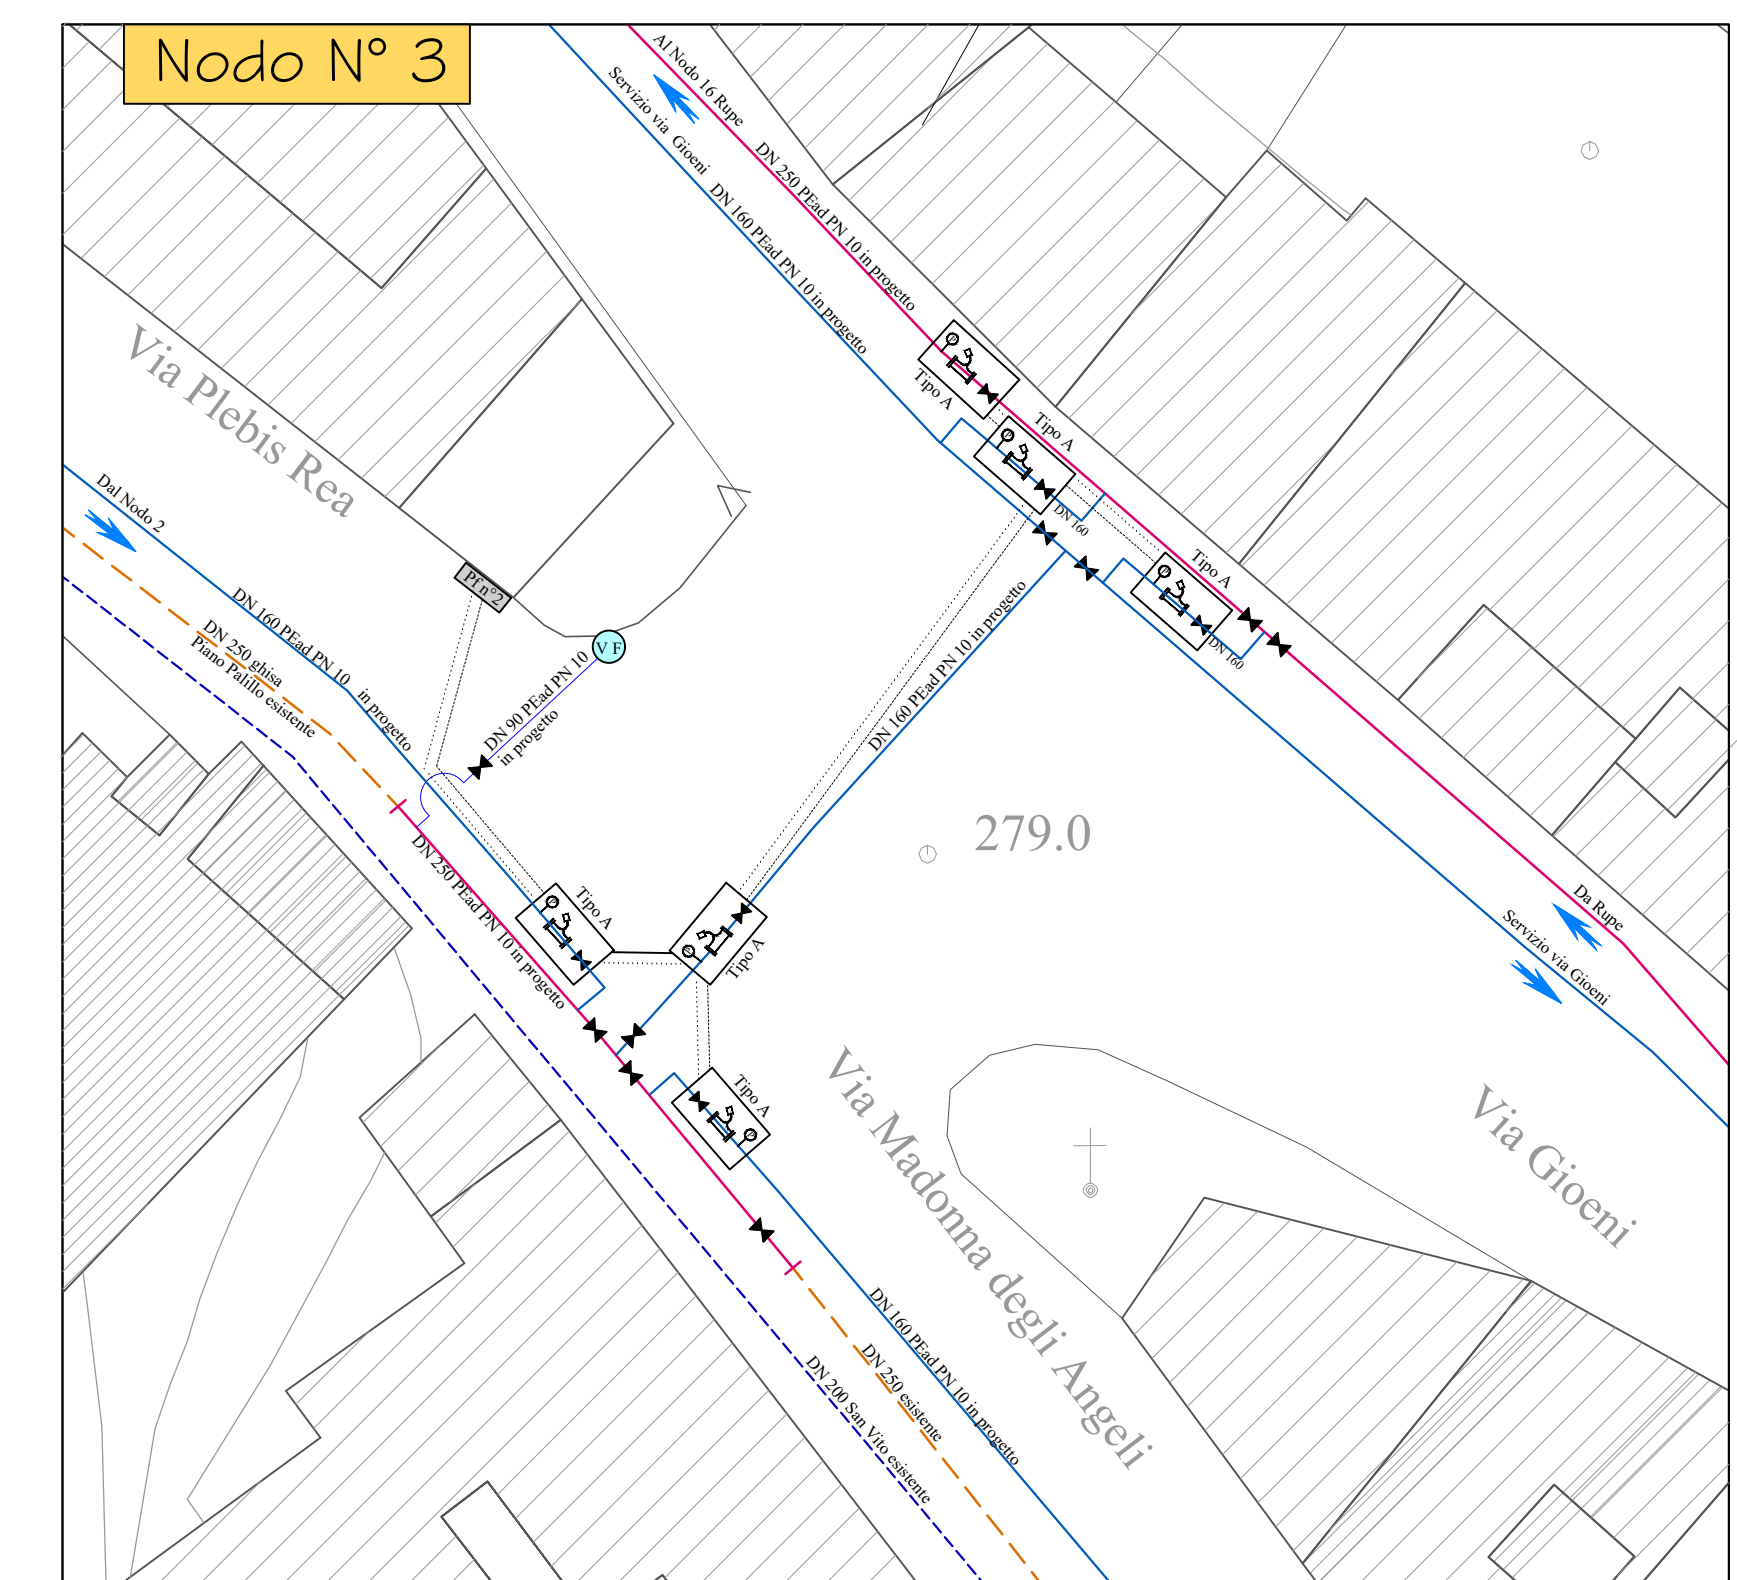 Nodo N° 3
Al Nodo 16 Rupe
DN 250 PEad PN 10 in progetto
Servizio via Gioeni
DN 160 PEad PN 10 in progetto
Via Plebis Rea
Tipo A
Tipo A
DN 160
Tipo A
DN 160
Dal Nodo 2
DN 160 PEad PN 10 in progetto
DN 250 ghisa
Piano Palillo esistente
Pf n°2
V F
DN 90 PEad PN 10
in progetto
DN 160 PEad PN 10 in progetto
279.0
DN 250 PEad PN 10 in progetto
Tipo A
Tipo A
Tipo A
Da Rupe
Servizio via Gioeni
Via Madonna degli Angeli
Via Gioeni
DN 160 PEad PN 10 in progetto
DN 250 esistente
DN 200 San Vito esistente